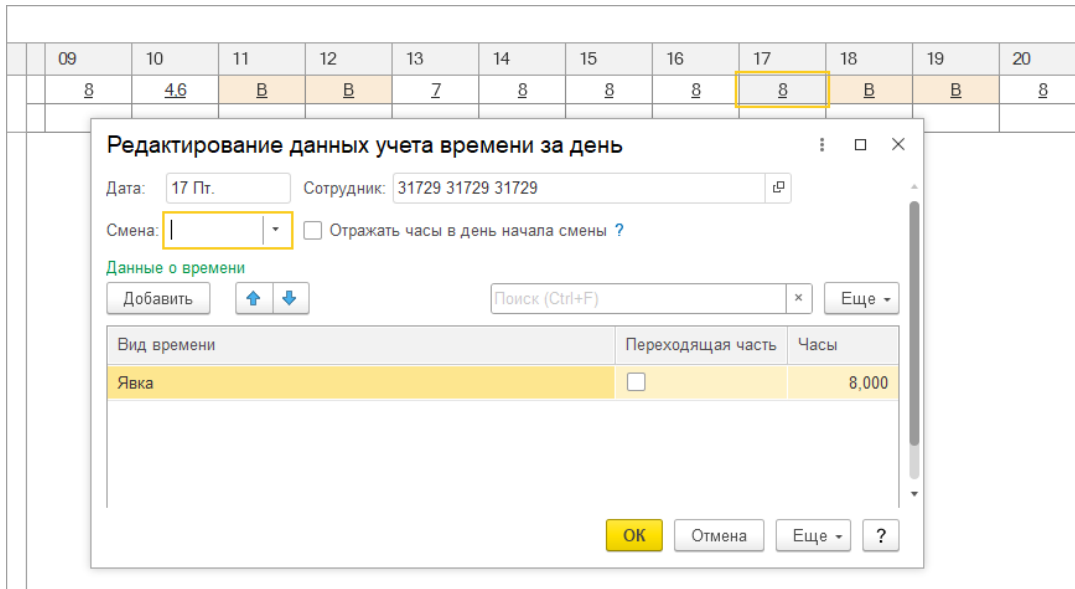 09 10 11 12 13 14 15 16 17 18 19 20
8 4,6 В В 7 8 8 8 8 В В 8
Редактирование данных учета времени за день
Дата: 17 Пт. Сотрудник: 31729 31729 31729
Смена: Отражать часы в день начала смены ?
Данные о времени
Добавить Поиск (Ctrl+F) × Еще
Вид времени Переходящая часть Часы
Явка 8,000
ОК Отмена Еще ?